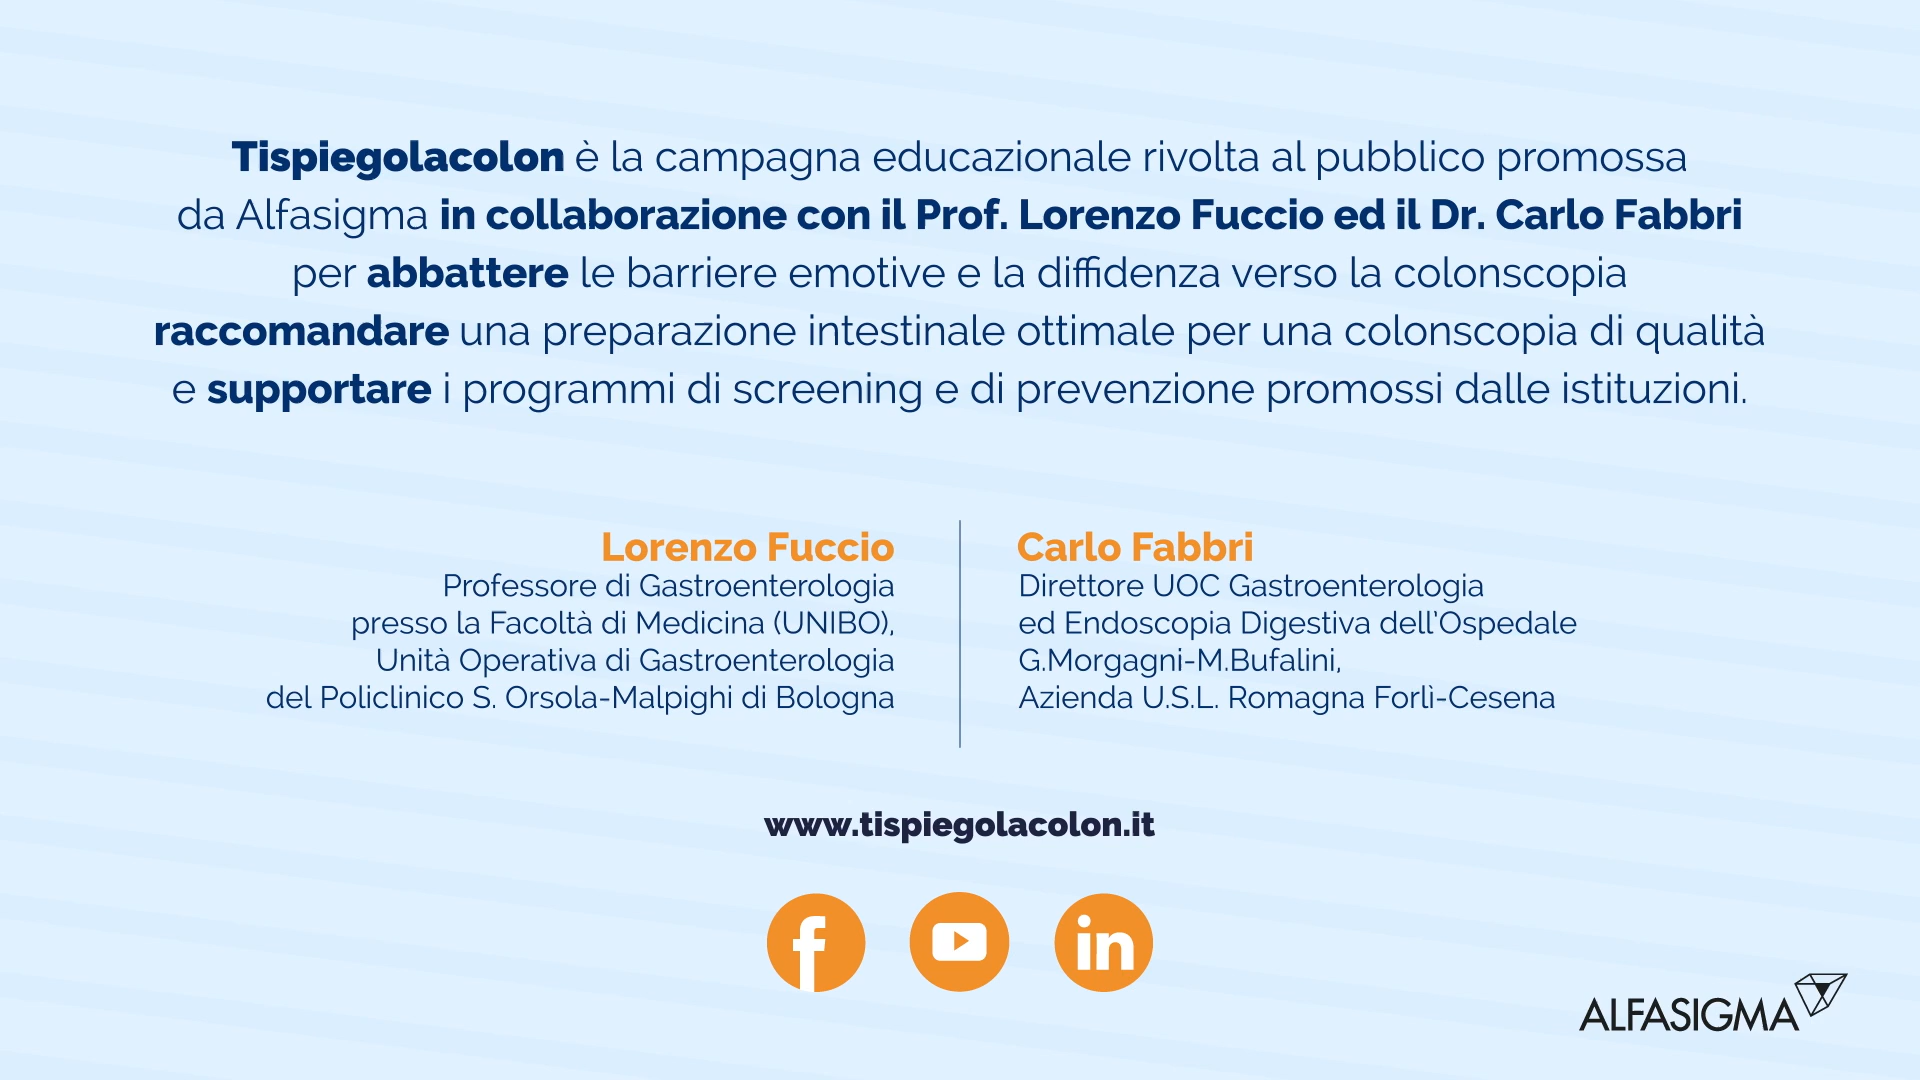 Tispiegolacolon è la campagna educazionale rivolta al pubblico promossa
da Alfasigma in collaborazione con il Prof. Lorenzo Fuccio ed il Dr. Carlo Fabbri
per abbattere le barriere emotive e la diffidenza verso la colonscopia
raccomandare una preparazione intestinale ottimale per una colonscopia di qualità
e supportare i programmi di screening e di prevenzione promossi dalle istituzioni.
Lorenzo Fuccio
Professore di Gastroenterologia
presso la Facoltà di Medicina (UNIBO),
Unità Operativa di Gastroenterologia
del Policlinico S. Orsola-Malpighi di Bologna
Carlo Fabbri
Direttore UOC Gastroenterologia
ed Endoscopia Digestiva dell'Ospedale
G.Morgagni-M.Bufalini,
Azienda U.S.L. Romagna Forlì-Cesena
www.tispiegolacolon.it
f
in
ALFASIGMA